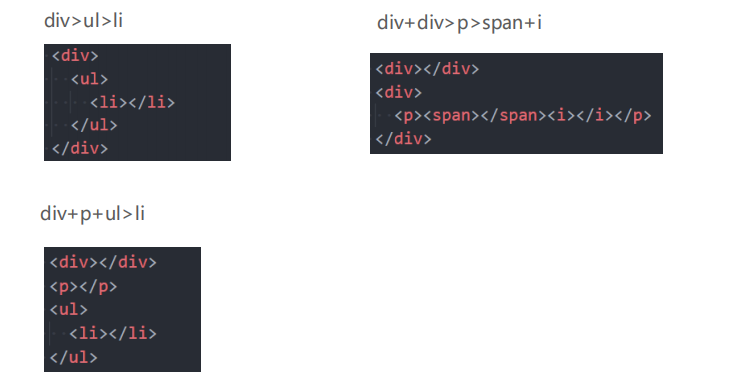 div>ul>li
<div>
<ul>
<li></li>
</ul>
</div>
div+div>p>span+i
<div></div>
<div>
<p><span></span><i></i></p>
</div>
div+p+ul>li
<div></div>
<p></p>
<ul>
<li></li>
</ul>